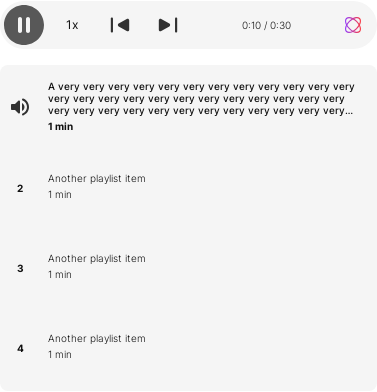 1x
0:10 / 0:30
A very very very very very very very very very very very very
very very very very very very very very very very very very
very very very very very very very very very very very very...
1 min
2
Another playlist item
1 min
3
Another playlist item
1 min
4
Another playlist item
1 min